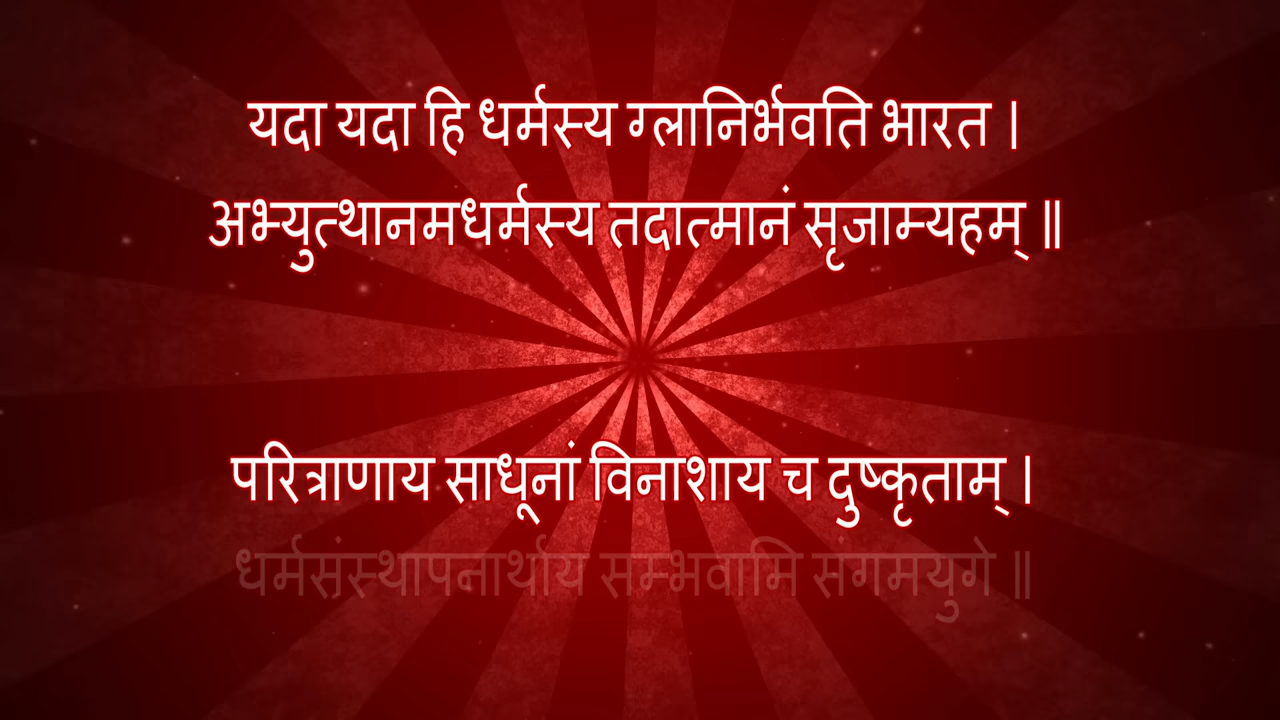 यदा यदा हि धर्मस्य ग्लानिर्भवति भारत ।
अभ्युत्थानमधर्मस्य तदात्मानं सृजाम्यहम् ॥
परित्राणाय साधूनां विनाशाय च दुष्कृताम् ।
धर्मसंस्थापनार्थाय सम्भवामि संगमयुगे ॥